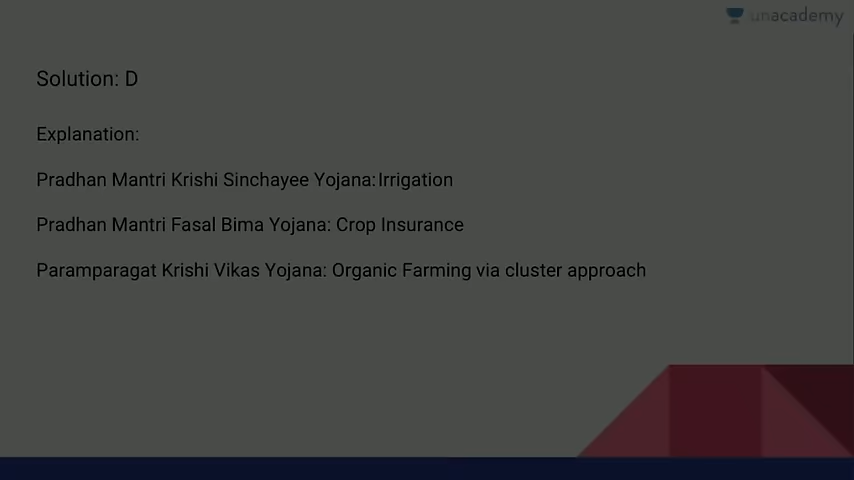 unacademy
Solution: D
Explanation:
Pradhan Mantri Krishi Sinchayee Yojana:Irrigation
Pradhan Mantri Fasal Bima Yojana: Crop Insurance
Paramparagat Krishi Vikas Yojana: Organic Farming via cluster approach